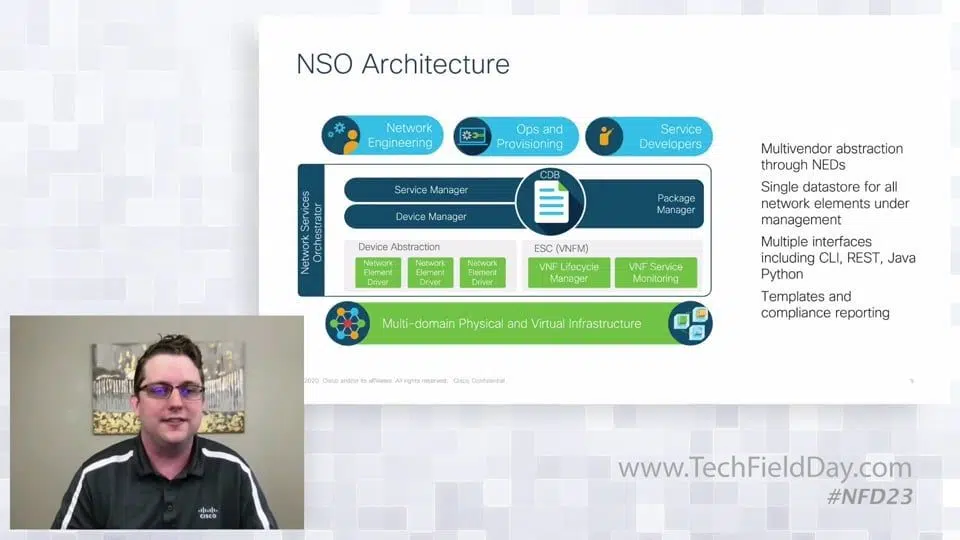 NSO Architecture
Network
Engineering
Ops and
Provisioning
Service
Developers
Network Services
Orchestrator
Service Manager
Device Manager
CDB
Package
Manager
Device Abstraction
Network
Element
Driver
Network
Element
Driver
Network
Element
Driver
ESC (VNFM)
VNF Lifecycle
Manager
VNF Service
Monitoring
Multi-domain Physical and Virtual Infrastructure
Multivendor abstraction
through NEDs
Single datastore for all
network elements under
management
Multiple interfaces
including CLI, REST, Java
Python
Templates and
compliance reporting
2020 Cisco and/or its affiliates. All rights reserved. Cisco Confidential
cisco
www.TechFieldDay.com
#NFD23